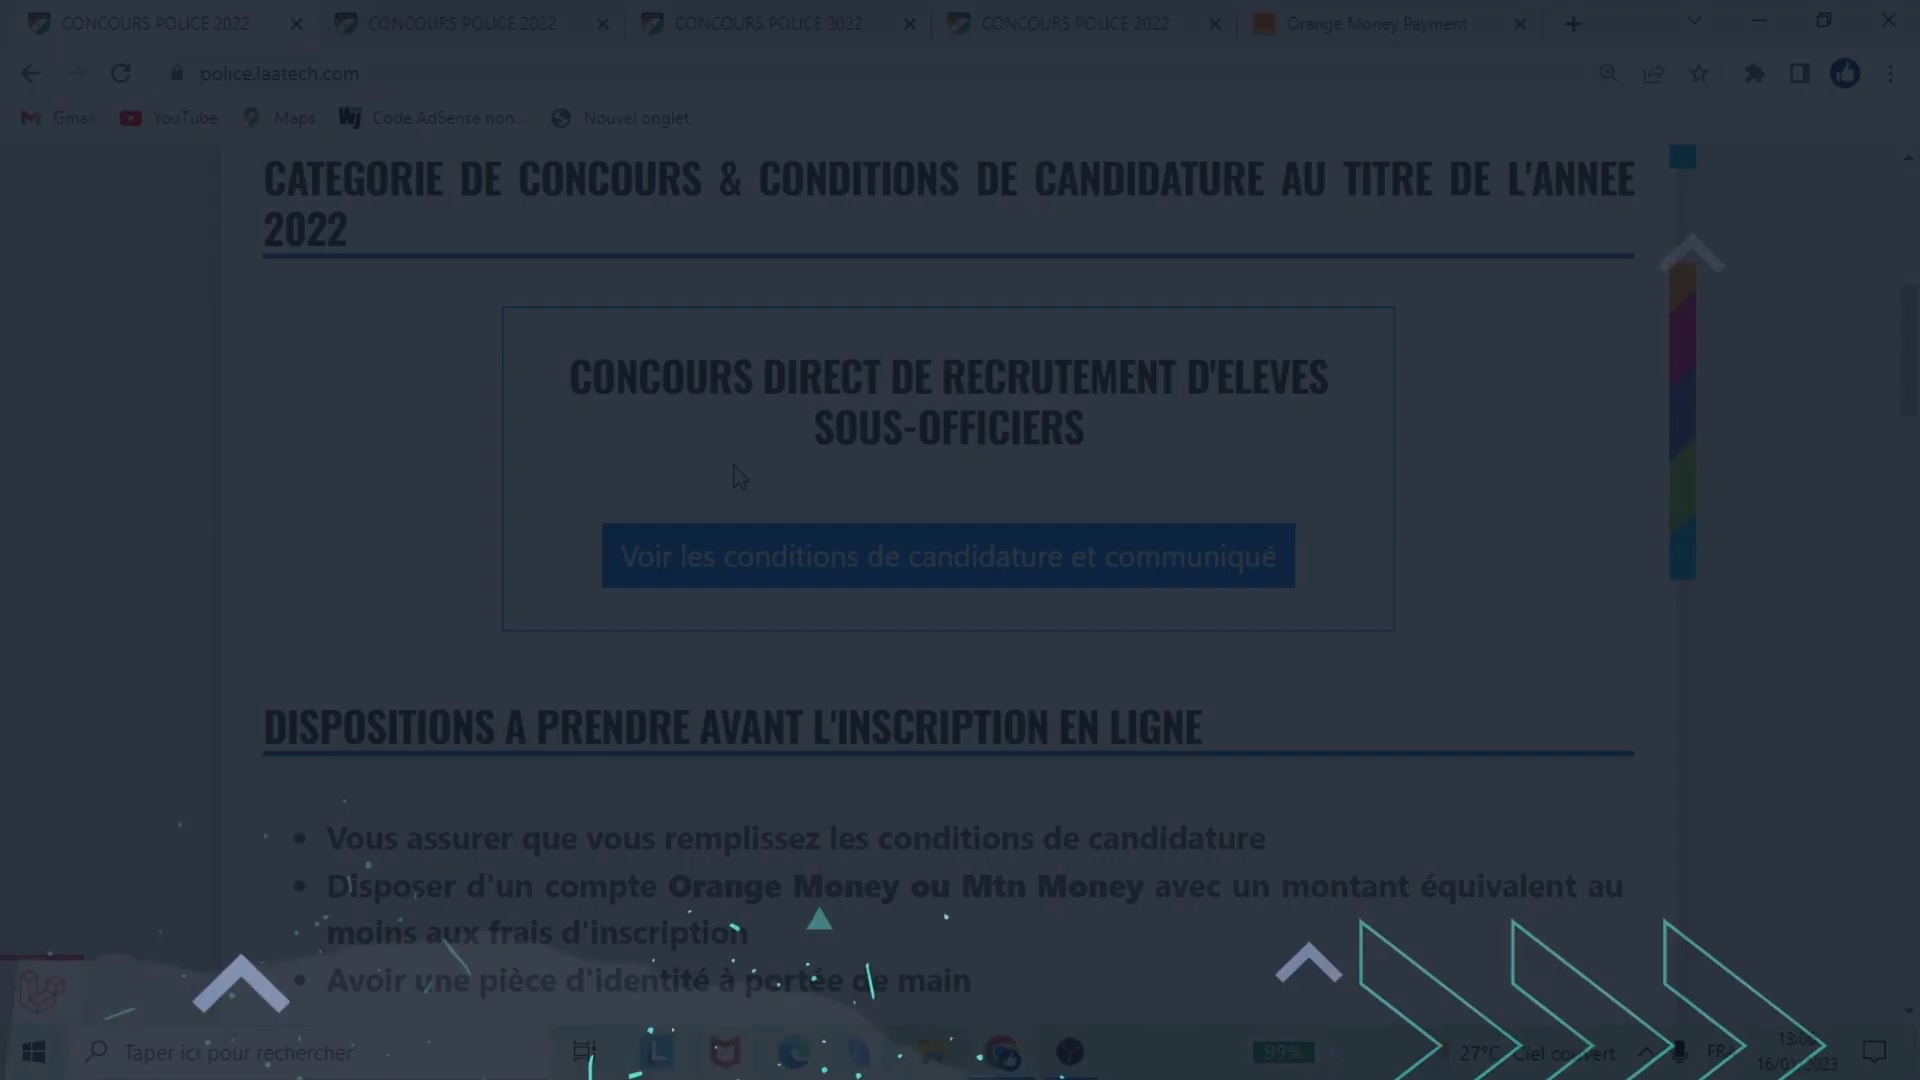 CONCOURS POLICE 2022
CONCOURS POLICE 2022
CONCOURS POLICE 2022
CONCOURS POLICE 2022
Orange Money Payment
police.laatech.com
Gmail
YouTube
Maps
Code AdSense non...
Nouvel onglet
CATEGORIE DE CONCOURS & CONDITIONS DE CANDIDATURE AU TITRE DE L'ANNEE
2022
CONCOURS DIRECT DE RECRUTEMENT D'ELEVES
SOUS-OFFICIERS
Voir les conditions de candidature et communiqué
DISPOSITIONS A PRENDRE AVANT L'INSCRIPTION EN LIGNE
• Vous assurer que vous remplissez les conditions de candidature
• Disposer d'un compte Orange Money ou Mtn Money avec un montant équivalent au
moins aux frais d'inscription
• Avoir une pièce d'identité à portée de main
Taper ici pour rechercher
99%
27°C Ciel couvert
FRA